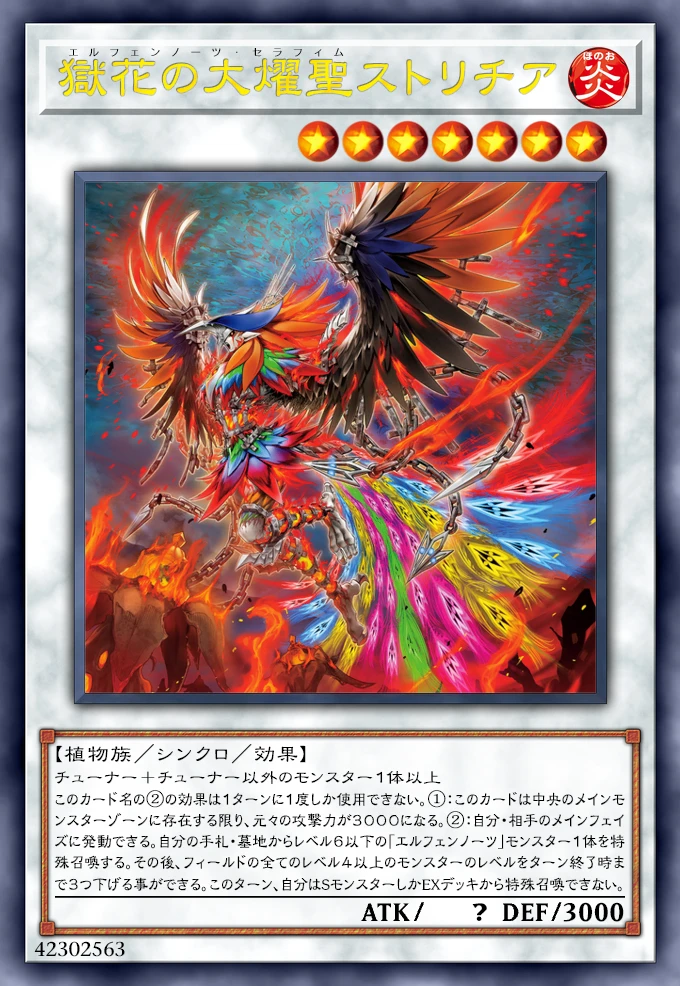 エルフェンノーツ・セラフィム
獄花の大燿聖ストリチア
ほのお
炎
【植物族／シンクロ／効果】
チューナー＋チューナー以外のモンスター1体以上
このカード名の②の効果は1ターンに1度しか使用できない。①：このカードは中央のメインモ
ンスターゾーンに存在する限り、元々の攻撃力が3000になる。②：自分・相手のメインフェイ
ズに発動できる。自分の手札・墓地からレベル6以下の「エルフェンノーツ」モンスター1体を特
殊召喚する。その後、フィールドの全てのレベル4以上のモンスターのレベルをターン終了時ま
で3つ下げる事ができる。このターン、自分はSモンスターしかEXデッキから特殊召喚できない。
ATK/ ? DEF/3000
42302563